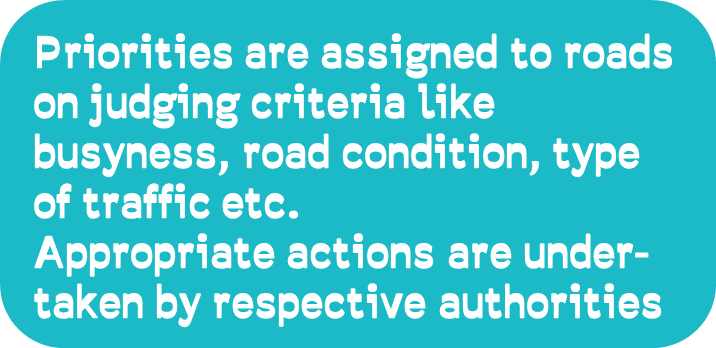 Priorities are assigned to roads
on judging criteria like
busyness, road condition, type
of traffic etc.
Appropriate actions are under-
taken by respective authorities